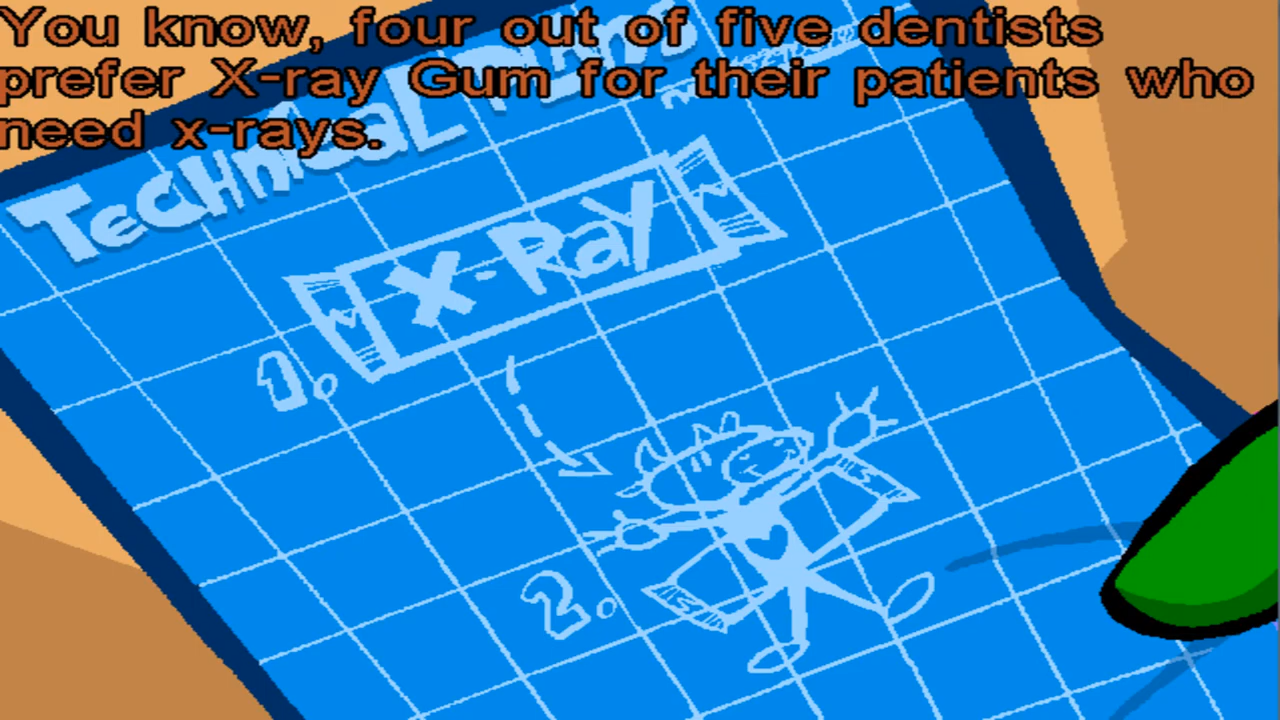 You know, four out of five dentists
prefer X-ray Gum for their patients who
need x-rays.
Technical Plans
X-Ray
1.
2.